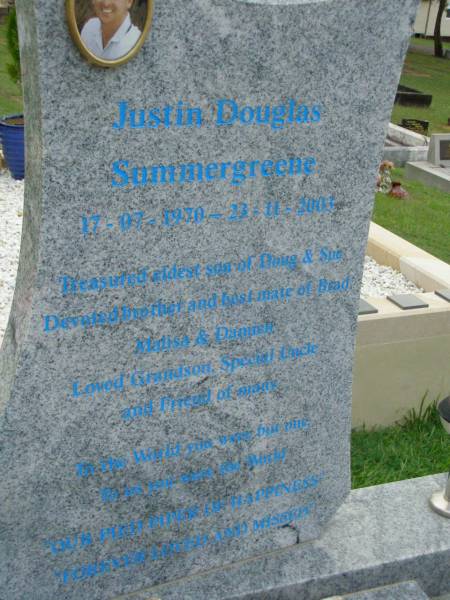 Justin Douglas
Summergreene
17 - 07 - 1970 - 23 - 11 - 2003
Treasured eldest son of Doug & Sue
Devoted brother and best mate of Brad,
Malisa & Damien
Loved Grandson, Special Uncle
and Friend of many
To the World you were but one,
To us you were the World
"OUR PIED PIPER OF HAPPINESS"
"FOREVER LOVED AND MISSED"